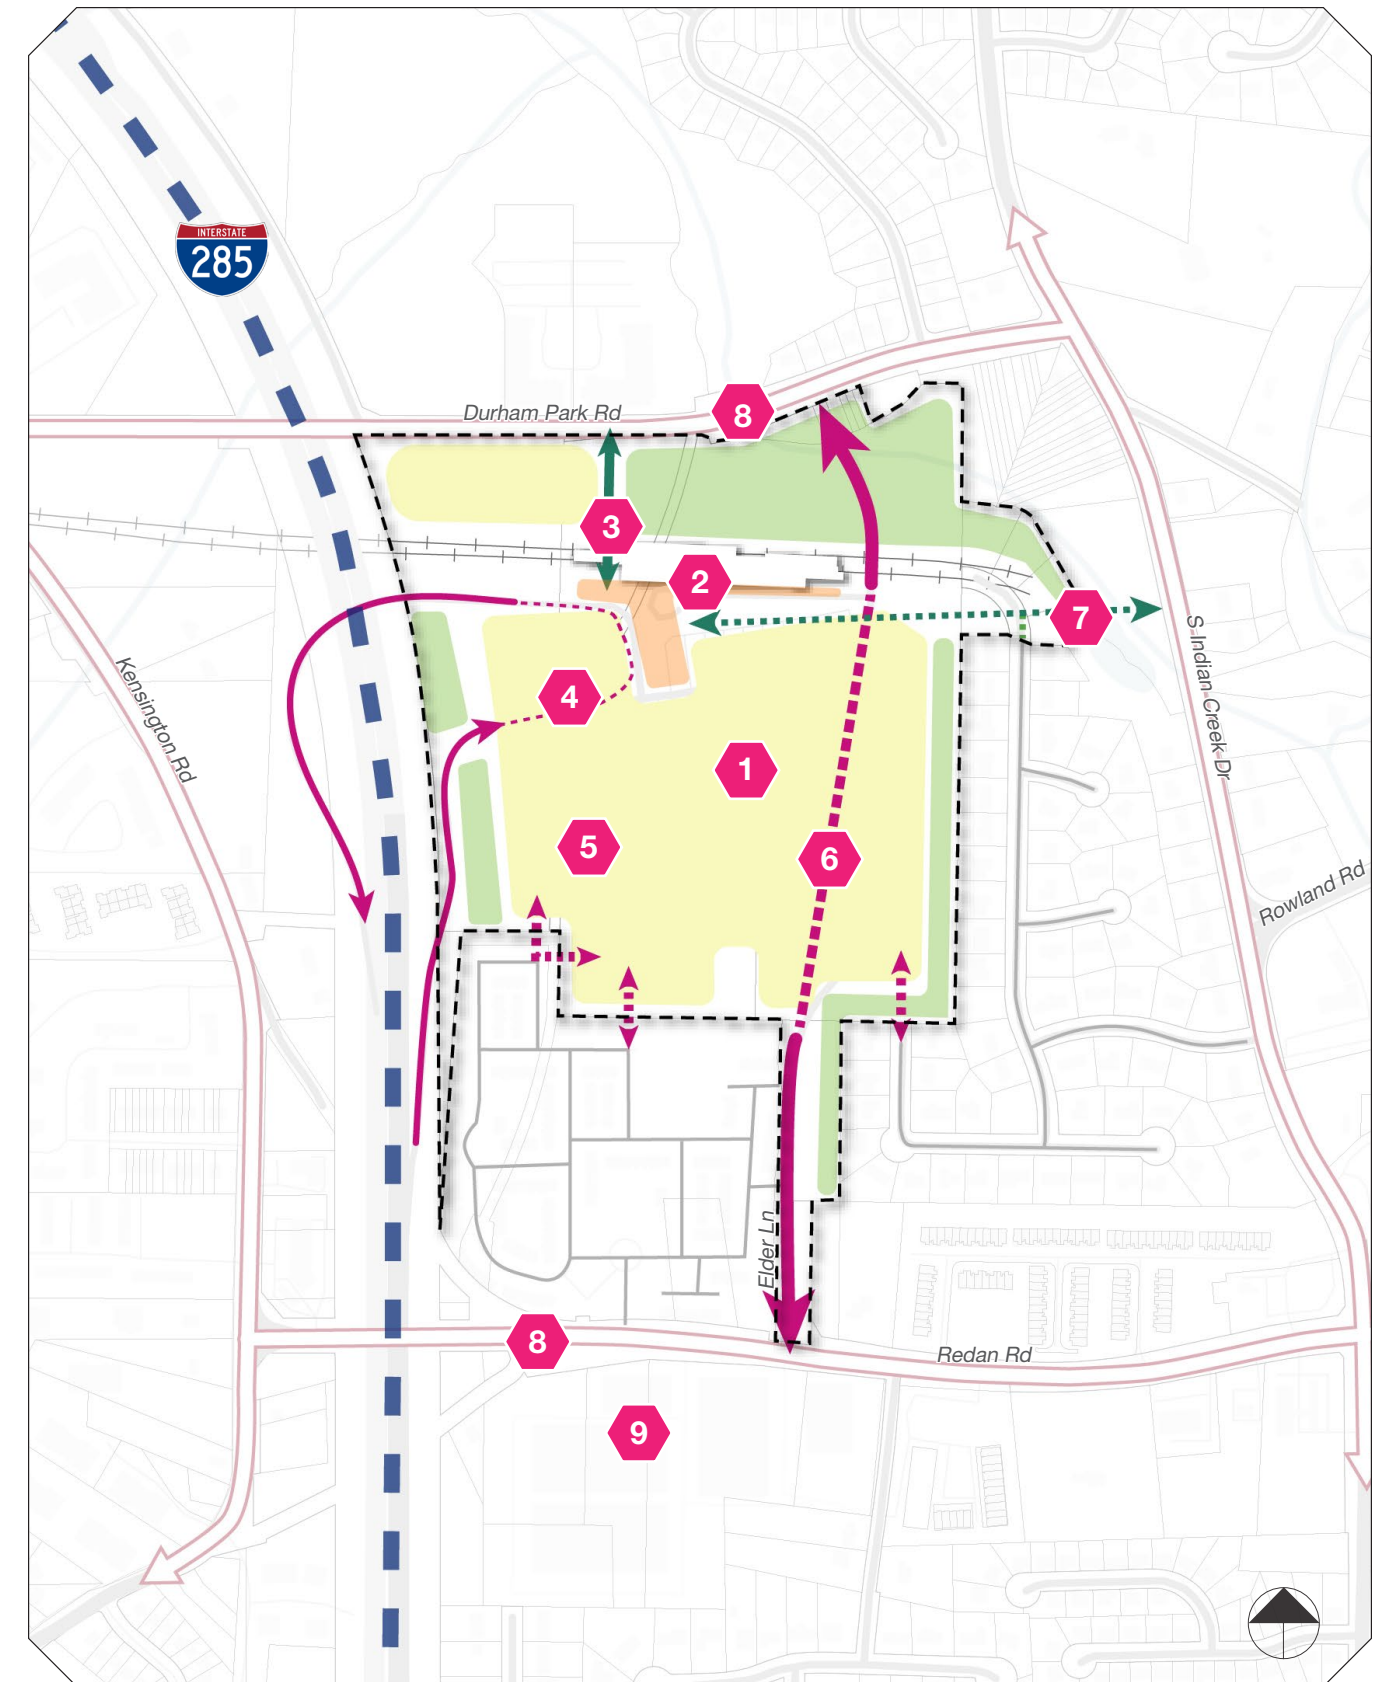 INTERSTATE
285
Durham Park Rd
8
3
2
7
S Indian Creek Dr
Kensington Rd
4
1
5
6
Rowland Rd
Elder Ln
8
Redan Rd
9